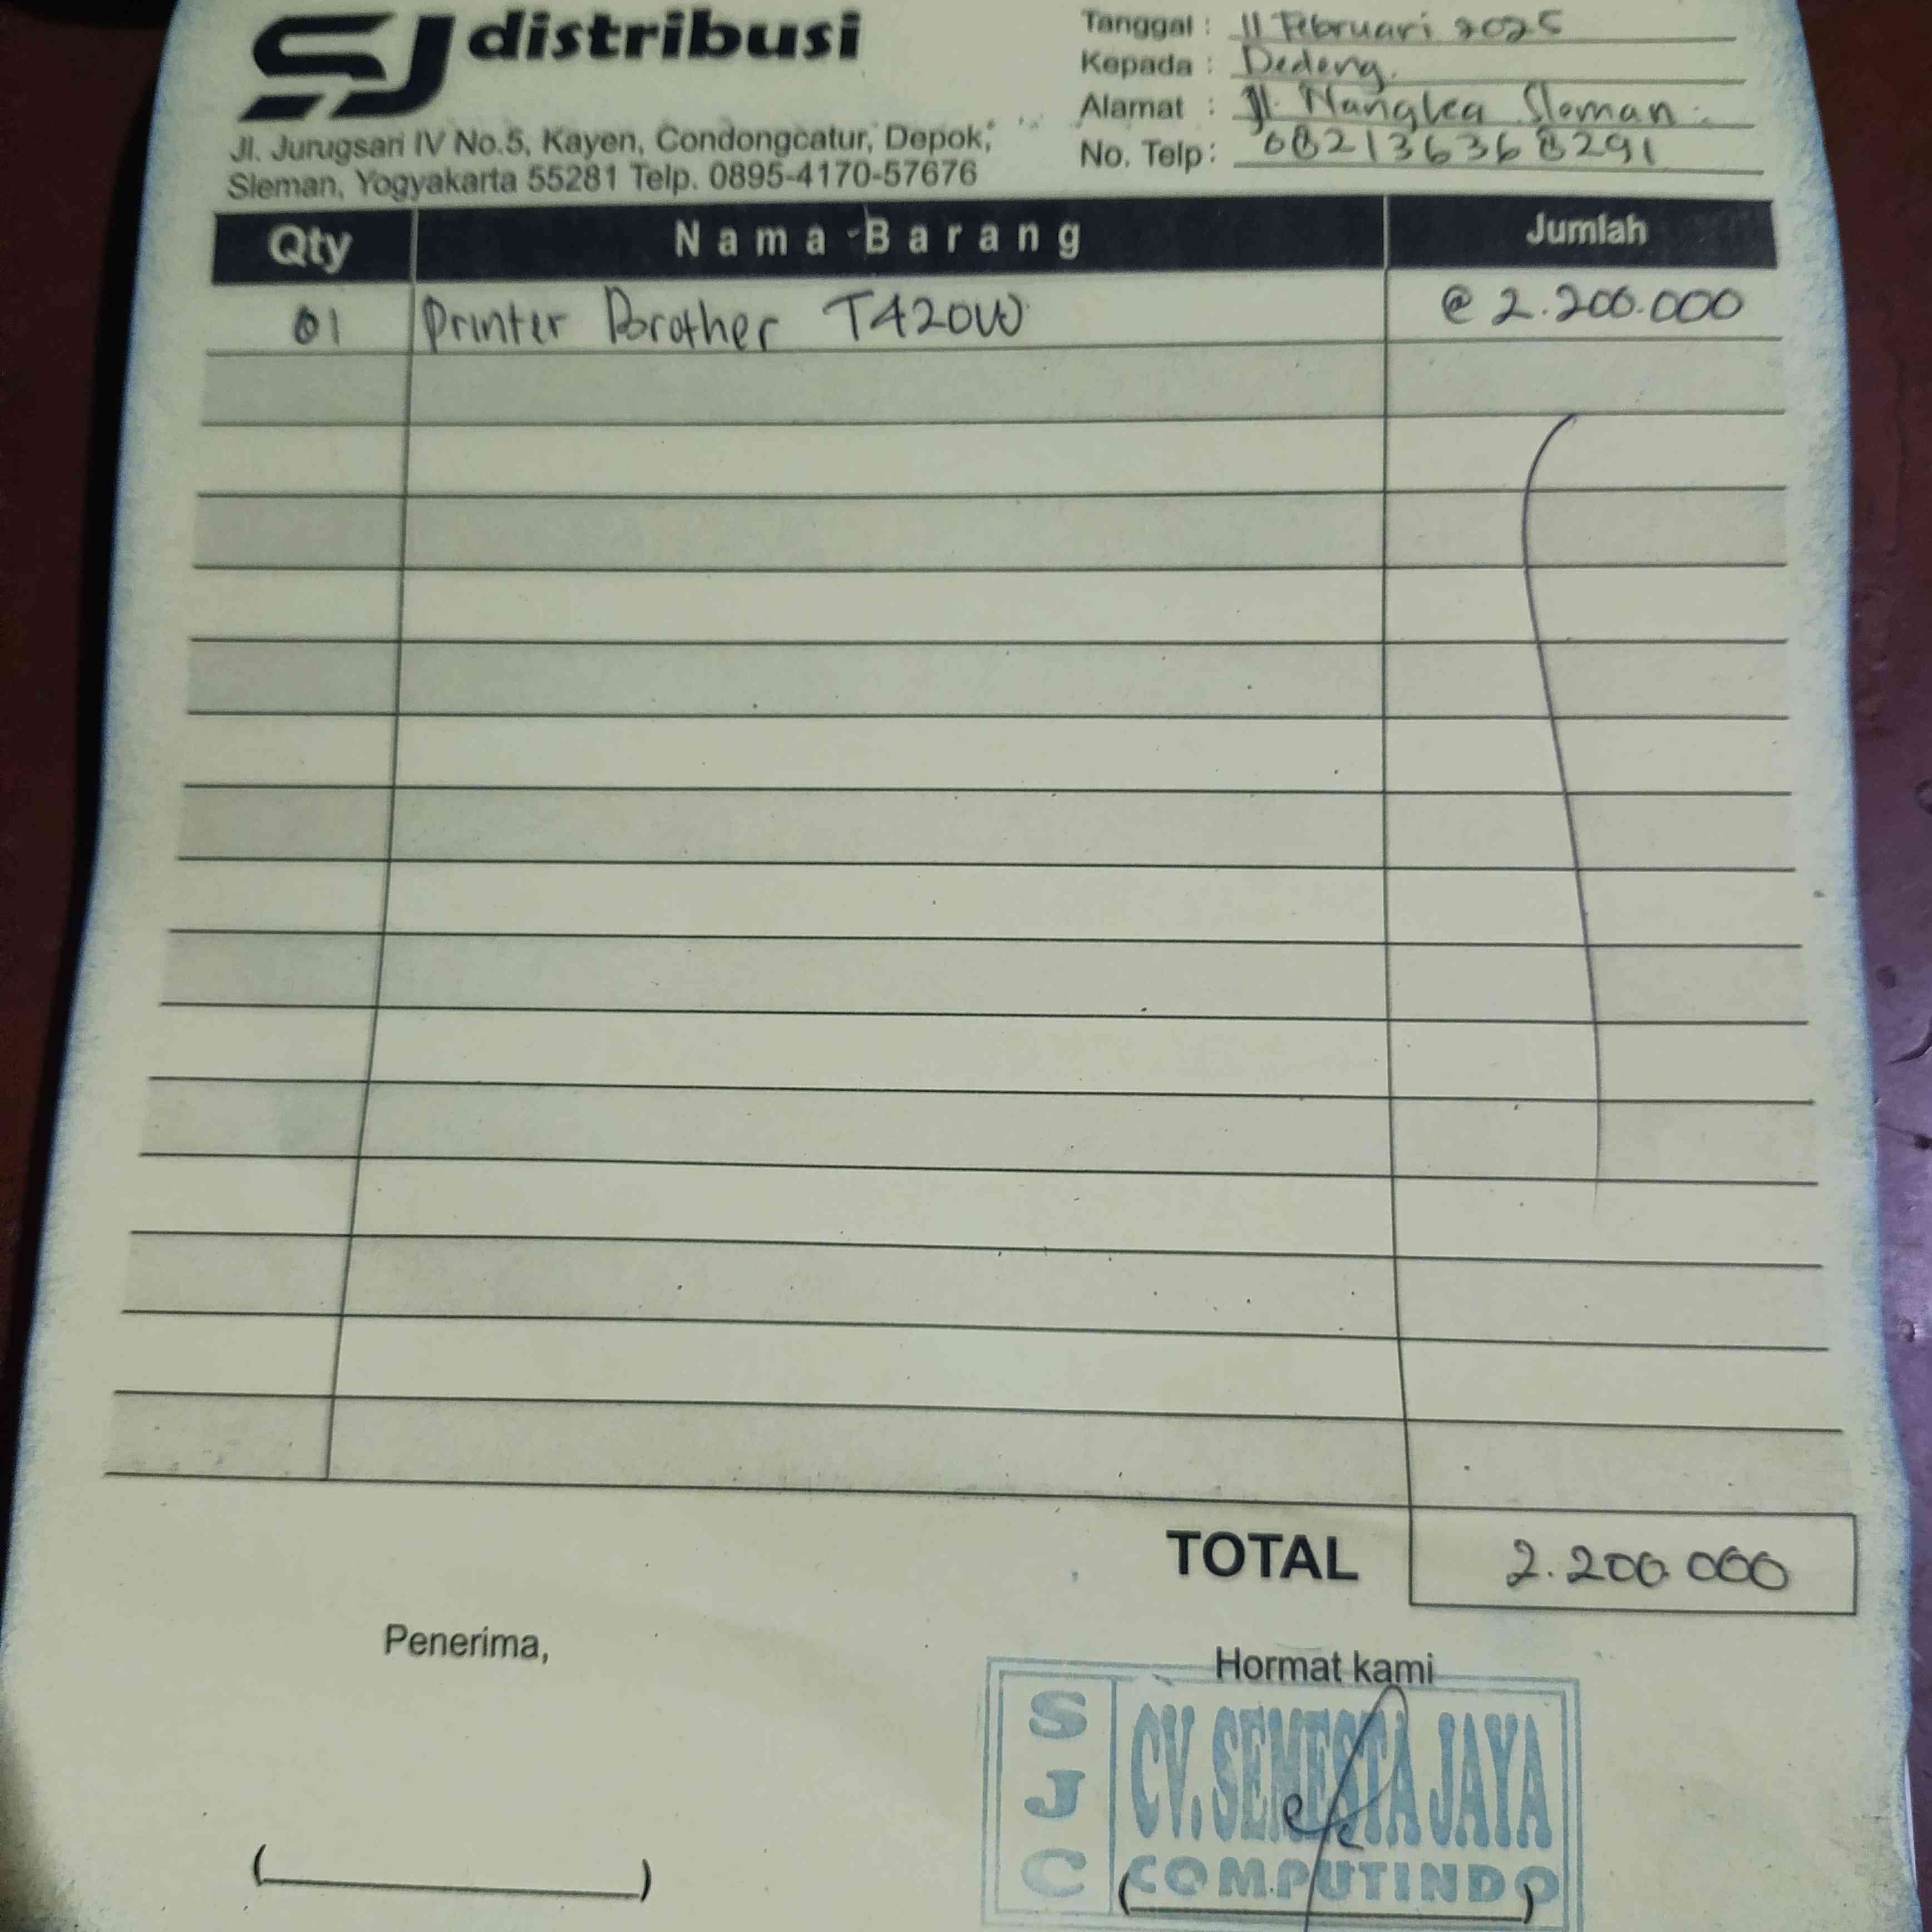 SJ distribusi
Jl. Jurugsari IV No.5, Kayen, Condongcatur, Depok,
Sleman, Yogyakarta 55281 Telp. 0895-4170-57676
Tanggal : 11 Februari 2025
Kepada : Dedeng.
Alamat : Jl. Nangka Sleman.
No. Telp : 082136368291
Qty Nama Barang Jumlah
01 Printer Brother T420W @ 2.200.000
TOTAL 2.200.000
Penerima,
Hormat kami
SJC
CV. SEMESTA JAYA
COMPUTINDO